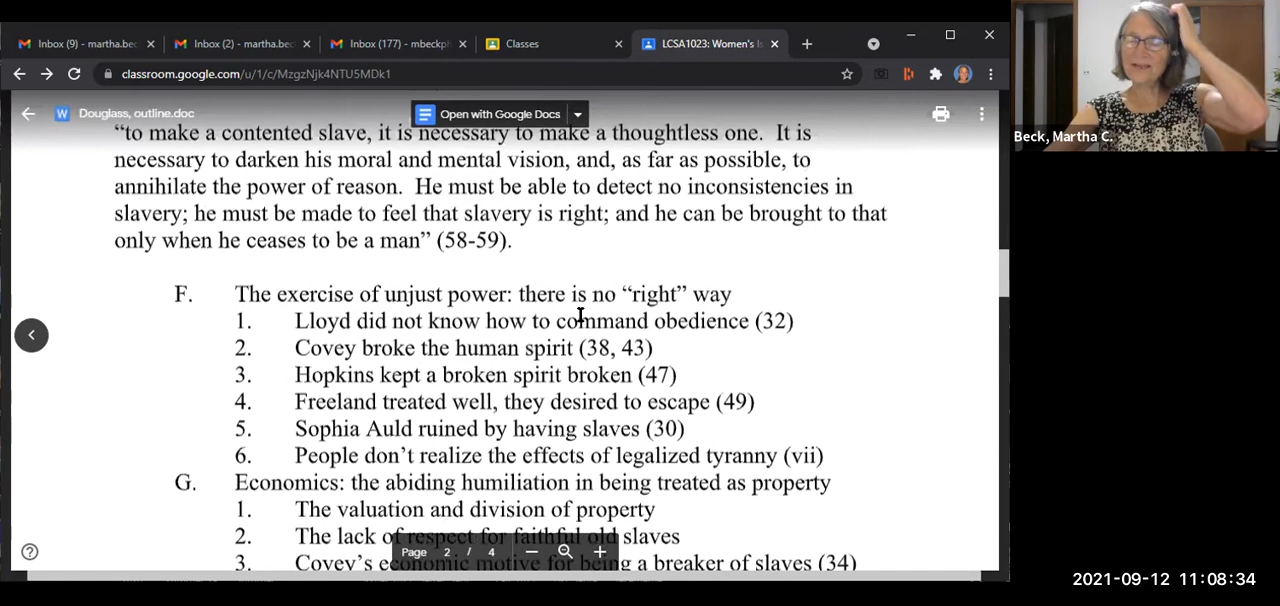 Inbox (9) - martha.bec
Inbox (2) - martha.bec
Inbox (177) - mbeckp
Classes
LCSA1023: Women's Is
classroom.google.com/u/1/c/MzgzNjk4NTU5MDk1
W Douglass, outline.doc
Open with Google Docs
Beck, Martha C.
“to make a contented slave, it is necessary to make a thoughtless one. It is
necessary to darken his moral and mental vision, and, as far as possible, to
annihilate the power of reason. He must be able to detect no inconsistencies in
slavery; he must be made to feel that slavery is right; and he can be brought to that
only when he ceases to be a man” (58-59).
F. The exercise of unjust power: there is no “right” way
1. Lloyd did not know how to command obedience (32)
2. Covey broke the human spirit (38, 43)
3. Hopkins kept a broken spirit broken (47)
4. Freeland treated well, they desired to escape (49)
5. Sophia Auld ruined by having slaves (30)
6. People don’t realize the effects of legalized tyranny (vii)
G. Economics: the abiding humiliation in being treated as property
1. The valuation and division of property
2. The lack of respect for faithful old slaves
3. Covey’s economic motive for being a breaker of slaves (34)
Page 2 / 4
2021-09-12 11:08:34